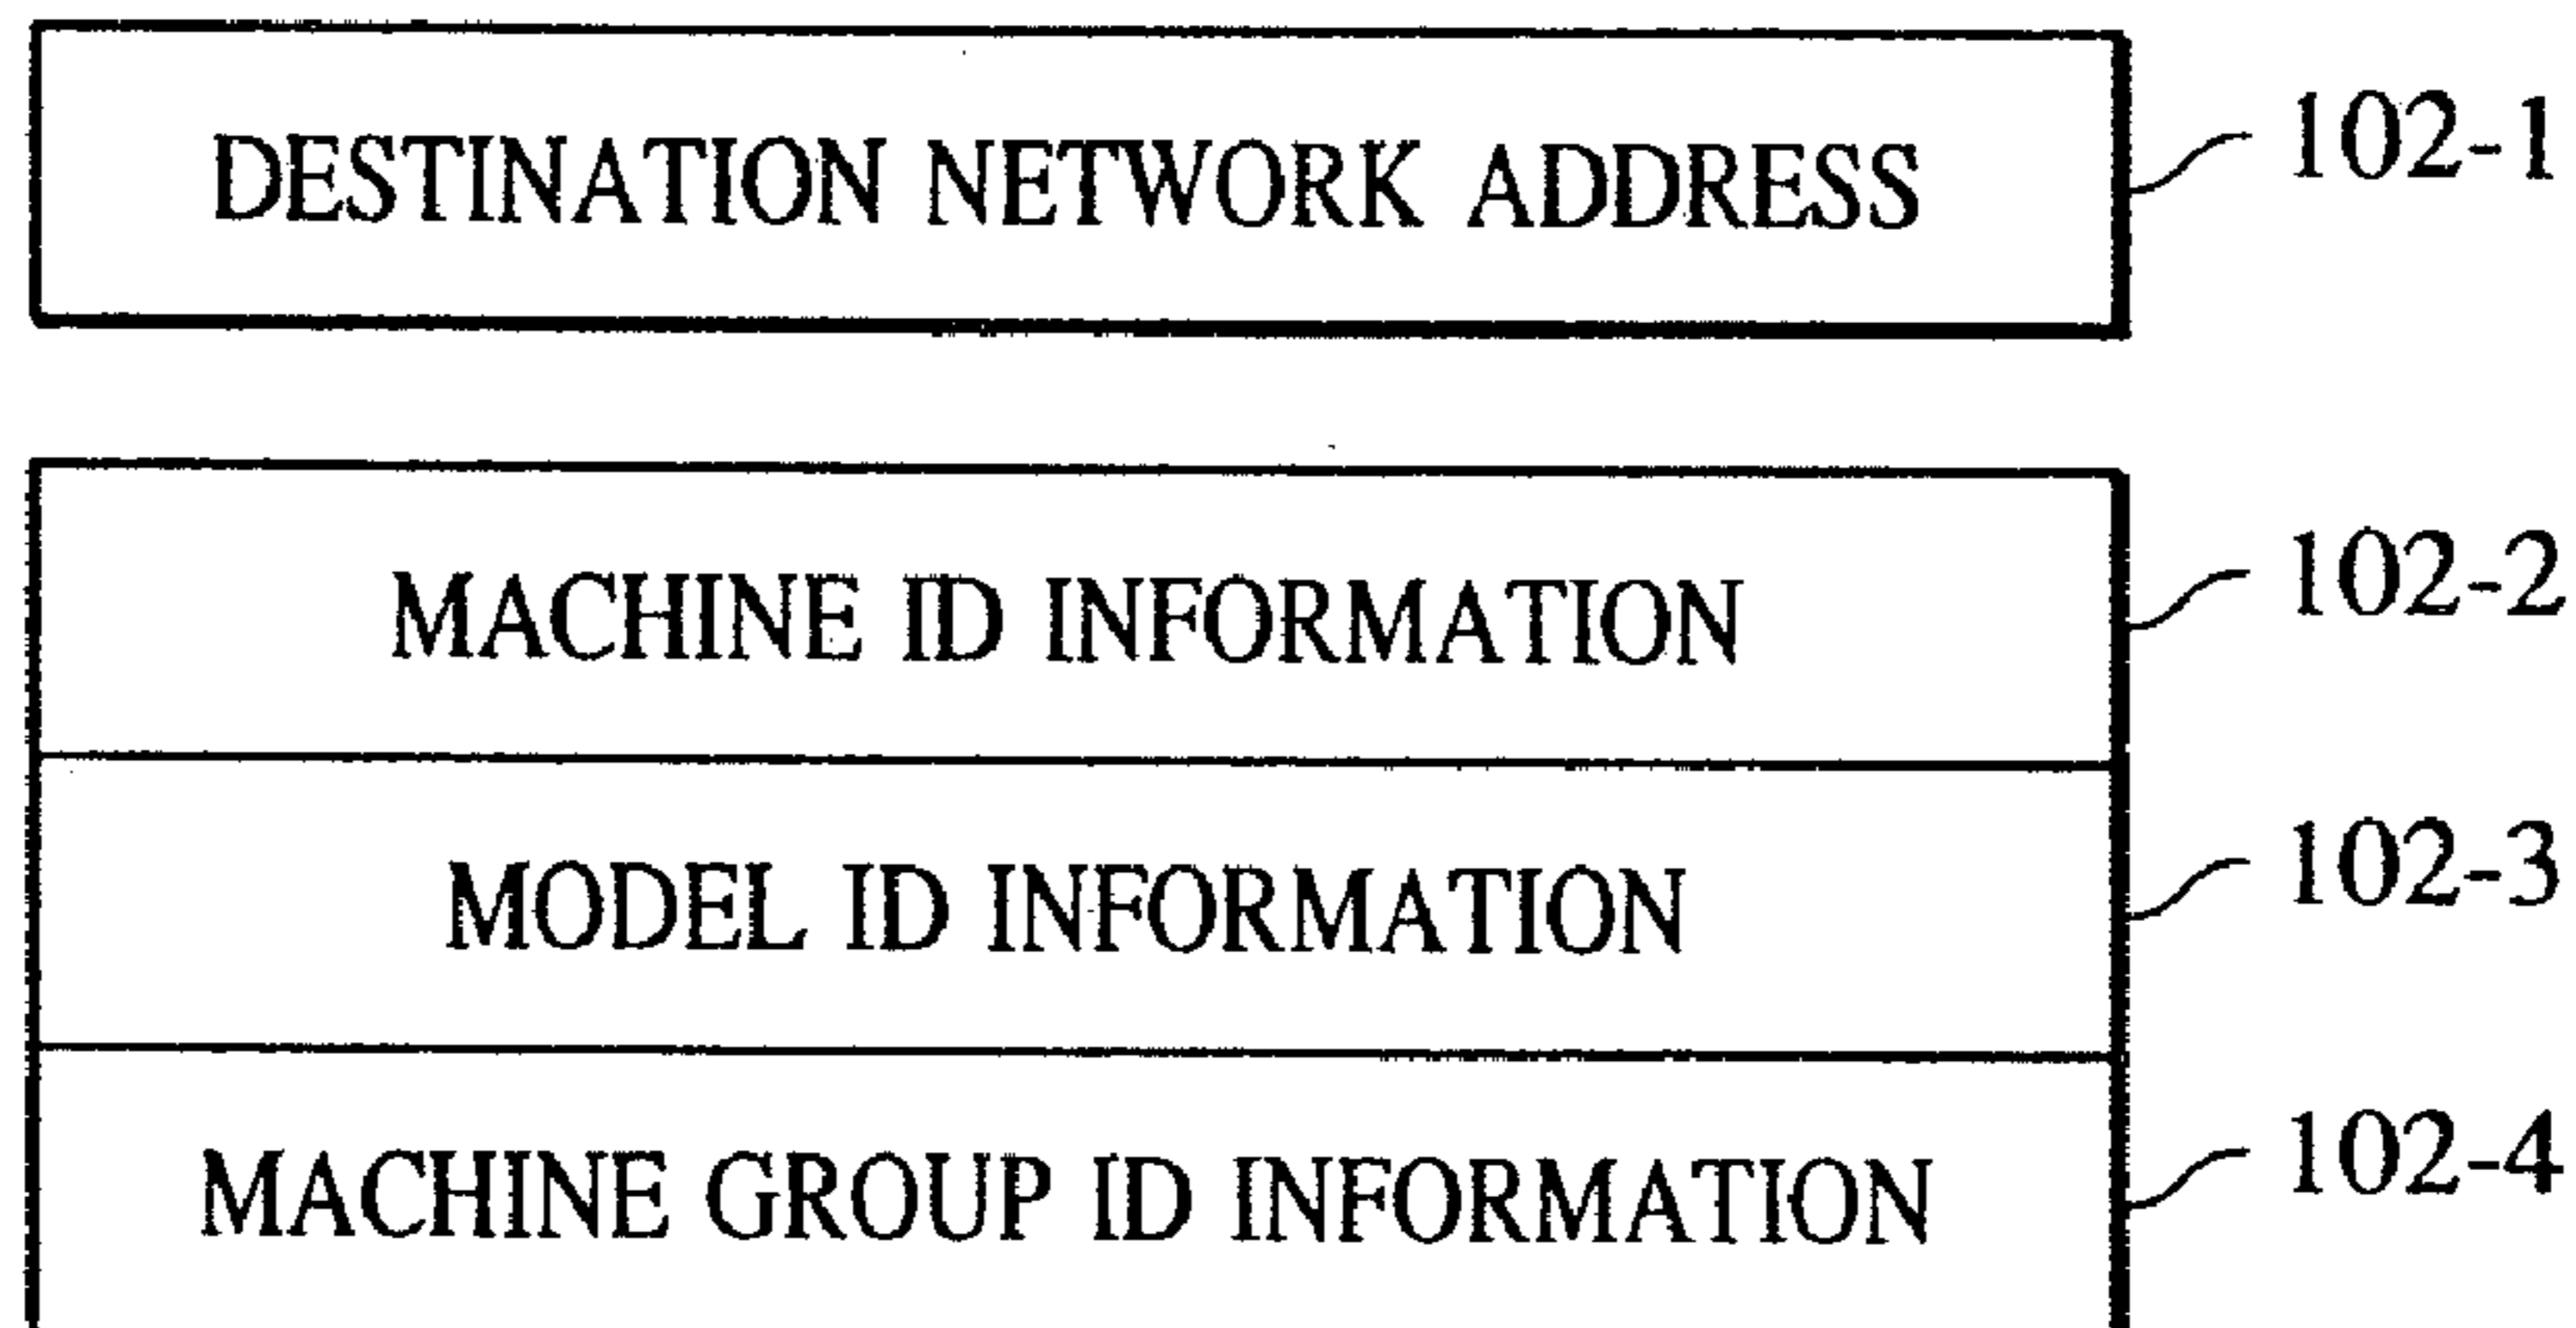 DESTINATION NETWORK ADDRESS 102-1
MACHINE ID INFORMATION 102-2
MODEL ID INFORMATION 102-3
MACHINE GROUP ID INFORMATION 102-4